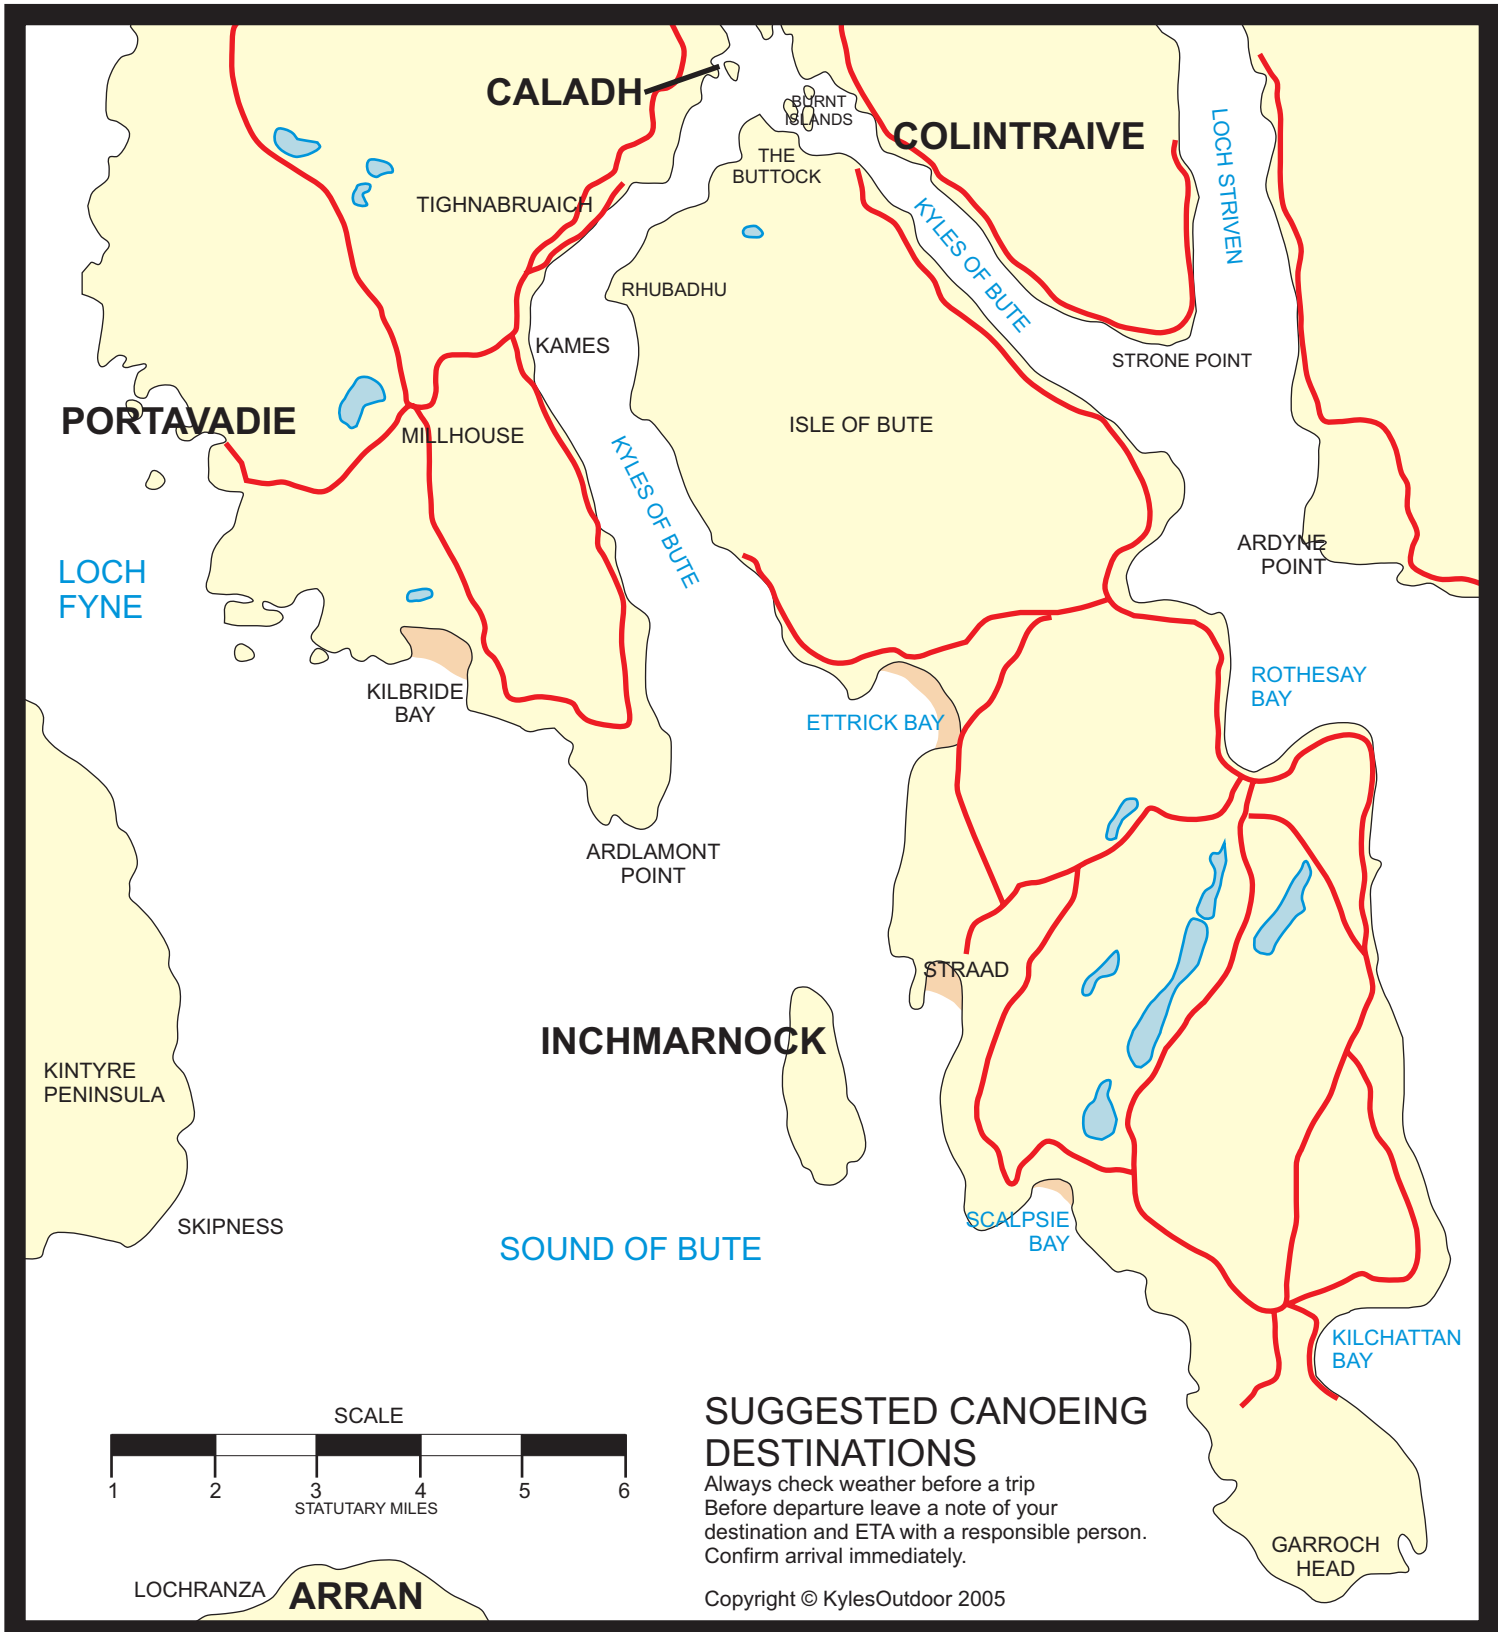 CALADH
BURNT
ISLANDS
COLINTRAIVE
LOCH STRIVEN
THE
BUTTOCK
TIGHNABRUAICH
KYLES OF BUTE
RHUBADHU
KAMES
STRONE POINT
PORTAVADIE
MILLHOUSE
ISLE OF BUTE
KYLES OF BUTE
ARDYNE
POINT
LOCH
FYNE
KILBRIDE
BAY
ROTHESAY
BAY
ETTRICK BAY
ARDLAMONT
POINT
STRAAD
INCHMARNOCK
KINTYRE
PENINSULA
SKIPNESS
SCALPSIE
BAY
SOUND OF BUTE
KILCHATTAN
BAY
SCALE
1 2 3 4 5 6
STATUTARY MILES
SUGGESTED CANOEING
DESTINATIONS
Always check weather before a trip
Before departure leave a note of your
destination and ETA with a responsible person.
Confirm arrival immediately.
Copyright © KylesOutdoor 2005
GARROCH
HEAD
LOCHRANZA
ARRAN